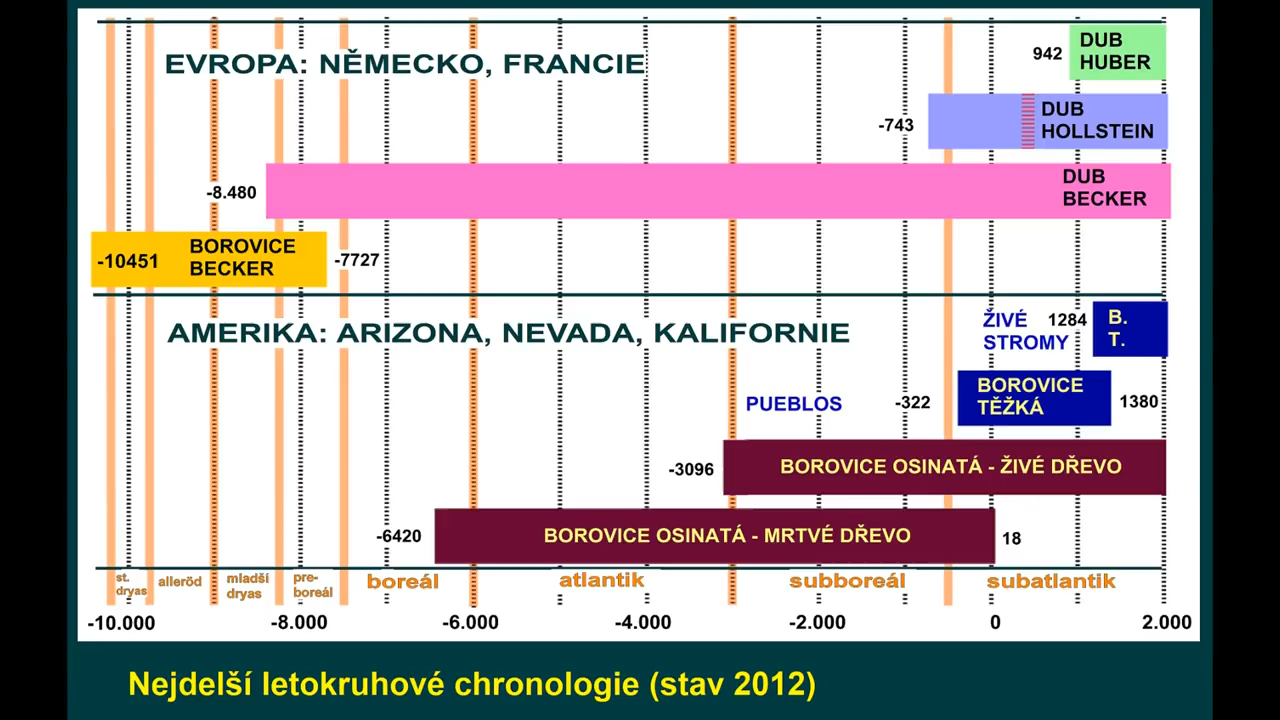 EVROPA: NĚMECKO, FRANCIE
942
DUB
HUBER
-743
DUB
HOLLSTEIN
-8.480
DUB
BECKER
-10451
BOROVICE
BECKER
-7727
AMERIKA: ARIZONA, NEVADA, KALIFORNIE
ŽIVÉ
STROMY
1284
B.
T.
PUEBLOS
-322
BOROVICE
TĚŽKÁ
1380
-3096
BOROVICE OSINATÁ - ŽIVÉ DŘEVO
-6420
BOROVICE OSINATÁ - MRTVÉ DŘEVO
18
st.
dryas
alleröd
mladší
dryas
pre-
boreál
boreál
atlantik
subboreál
subatlantik
-10.000
-8.000
-6.000
-4.000
-2.000
0
2.000
Nejdelší letokruhové chronologie (stav 2012)